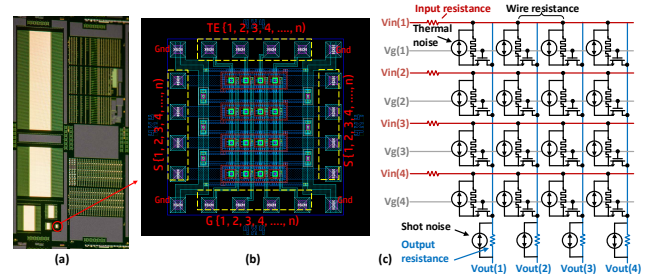 (a)
TE {1, 2, 3, 4, ...., n}
Gnd
Gnd
S {1, 2, 3, 4, ...., n}
S {1, 2, 3, 4, ...., n}
Gnd
Gnd
G {1, 2, 3, 4, ...., n}
(a)
(b)
(c)
Input resistance
Wire resistance
Thermal
noise
Vin(1)
Vg(1)
Vin(2)
Vg(2)
Vin(3)
Vg(3)
Vin(4)
Vg(4)
Shot noise
Output
resistance
Vout(1)
Vout(2)
Vout(3)
Vout(4)